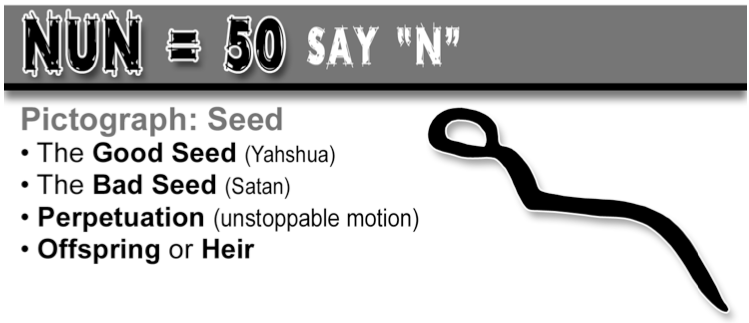 NUN = 50 SAY "N"
Pictograph: Seed
• The Good Seed (Yahshua)
• The Bad Seed (Satan)
• Perpetuation (unstoppable motion)
• Offspring or Heir